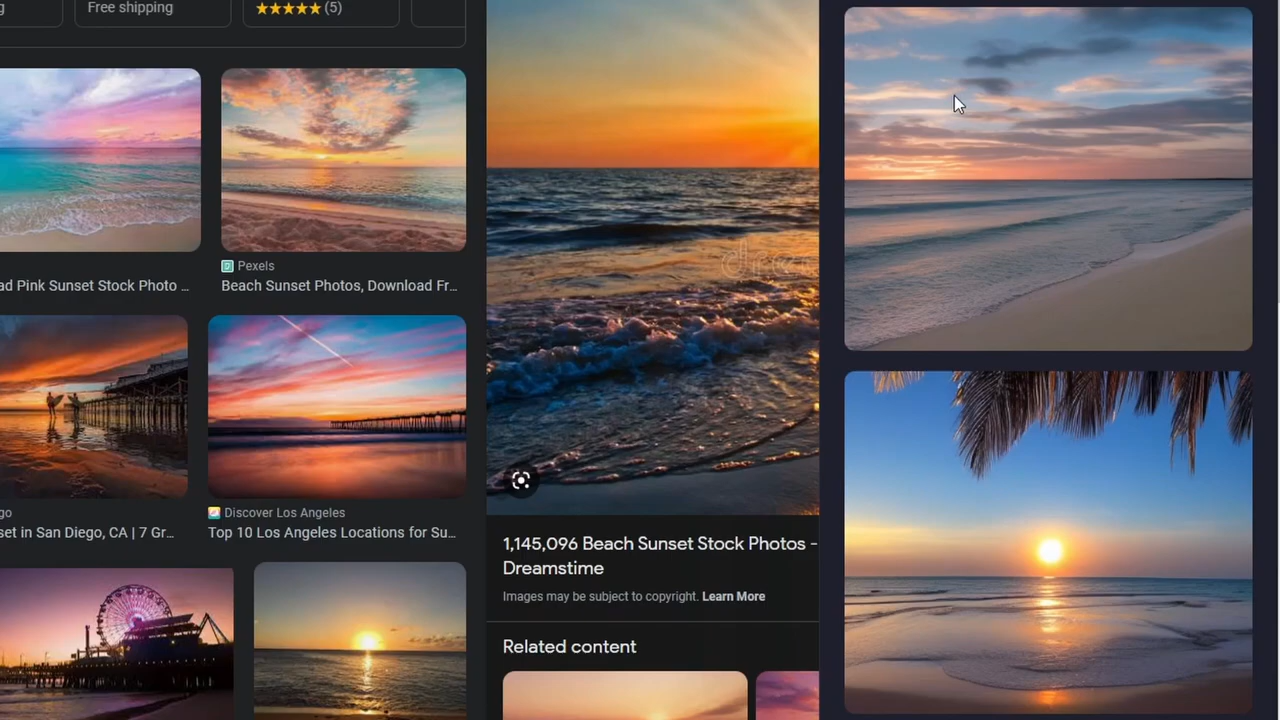 g
Free shipping
★★★★★ (5)
Pexels
ad Pink Sunset Stock Photo ...
Beach Sunset Photos, Download Fr...
go
Discover Los Angeles
set in San Diego, CA | 7 Gr...
Top 10 Los Angeles Locations for Su...
1,145,096 Beach Sunset Stock Photos -
Dreamstime
Images may be subject to copyright. Learn More
Related content